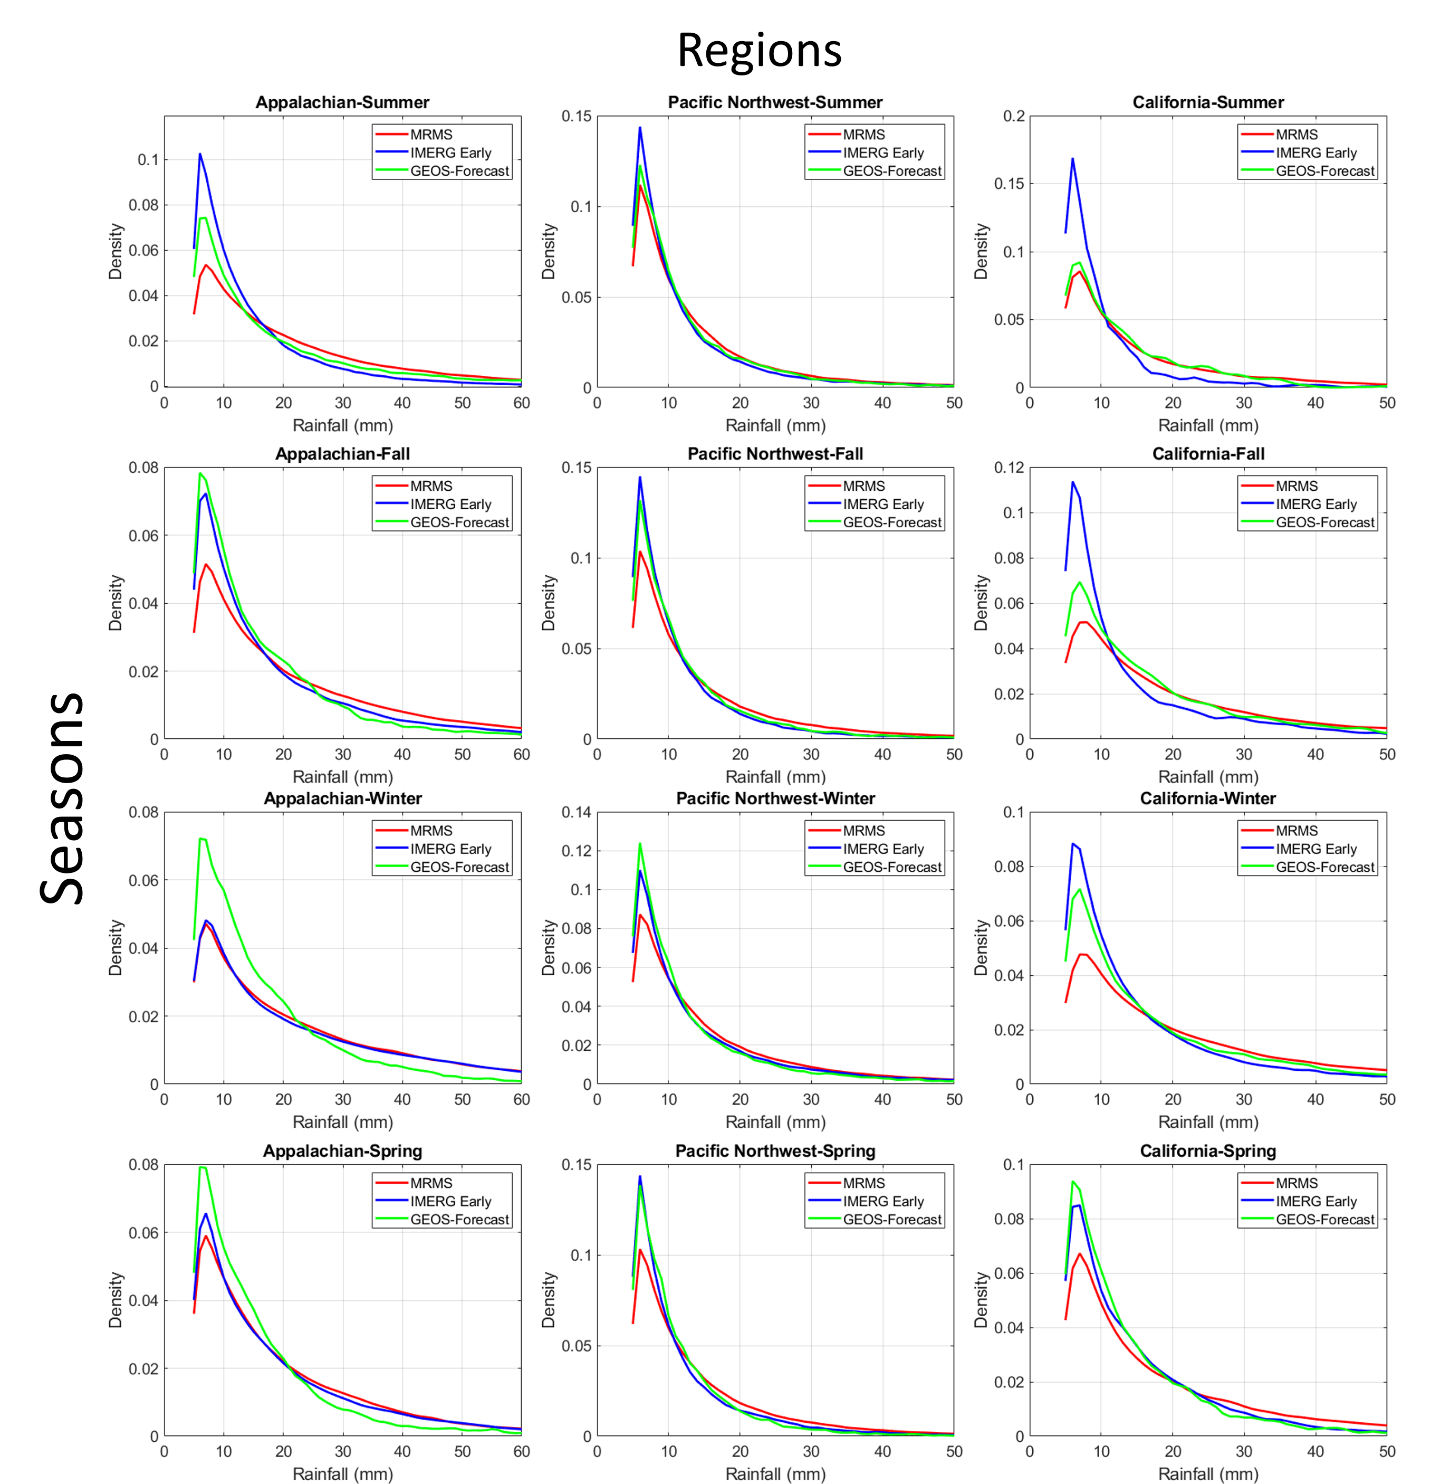 Regions
Seasons
Appalachian-Summer
MRMS
IMERG Early
GEOS-Forecast
Density
0.1
0.08
0.06
0.04
0.02
0
0 10 20 30 40 50 60
Rainfall (mm)
Pacific Northwest-Summer
MRMS
IMERG Early
GEOS-Forecast
Density
0.15
0.1
0.05
0
0 10 20 30 40 50
Rainfall (mm)
California-Summer
MRMS
IMERG Early
GEOS-Forecast
Density
0.2
0.15
0.1
0.05
0
0 10 20 30 40 50
Rainfall (mm)
Appalachian-Fall
MRMS
IMERG Early
GEOS-Forecast
Density
0.08
0.06
0.04
0.02
0
0 10 20 30 40 50 60
Rainfall (mm)
Pacific Northwest-Fall
MRMS
IMERG Early
GEOS-Forecast
Density
0.15
0.1
0.05
0
0 10 20 30 40 50
Rainfall (mm)
California-Fall
MRMS
IMERG Early
GEOS-Forecast
Density
0.12
0.1
0.08
0.06
0.04
0.02
0
0 10 20 30 40 50
Rainfall (mm)
Appalachian-Winter
MRMS
IMERG Early
GEOS-Forecast
Density
0.08
0.06
0.04
0.02
0
0 10 20 30 40 50 60
Rainfall (mm)
Pacific Northwest-Winter
MRMS
IMERG Early
GEOS-Forecast
Density
0.14
0.12
0.1
0.08
0.06
0.04
0.02
0
0 10 20 30 40 50
Rainfall (mm)
California-Winter
MRMS
IMERG Early
GEOS-Forecast
Density
0.1
0.08
0.06
0.04
0.02
0
0 10 20 30 40 50
Rainfall (mm)
Appalachian-Spring
MRMS
IMERG Early
GEOS-Forecast
Density
0.08
0.06
0.04
0.02
0
0 10 20 30 40 50 60
Rainfall (mm)
Pacific Northwest-Spring
MRMS
IMERG Early
GEOS-Forecast
Density
0.15
0.1
0.05
0
0 10 20 30 40 50
Rainfall (mm)
California-Spring
MRMS
IMERG Early
GEOS-Forecast
Density
0.1
0.08
0.06
0.04
0.02
0
0 10 20 30 40 50
Rainfall (mm)